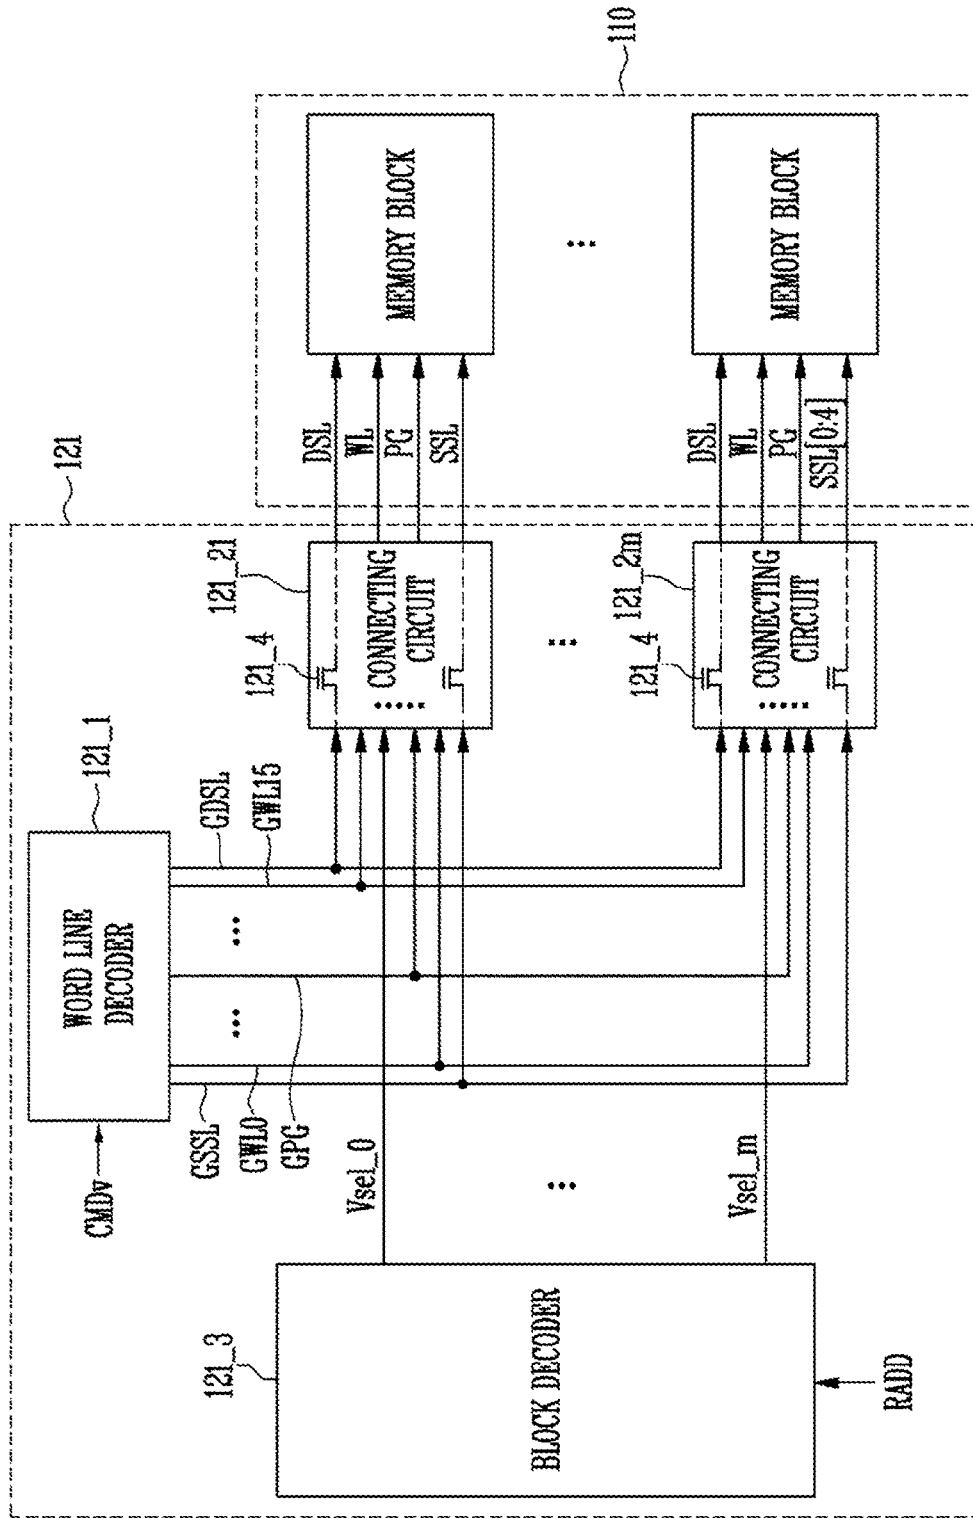 121
110
121_1
WORD LINE
DECODER
CMDv
GSSL
GWL0
GPG
GWL15
GDSL
121_3
BLOCK DECODER
RADD
Vsel_0
Vsel_m
121_21
121_4
CONNECTING
CIRCUIT
DSL
WL
PG
SSL
MEMORY BLOCK
121_2m
121_4
CONNECTING
CIRCUIT
DSL
WL
PG
SSL[0:4]
MEMORY BLOCK